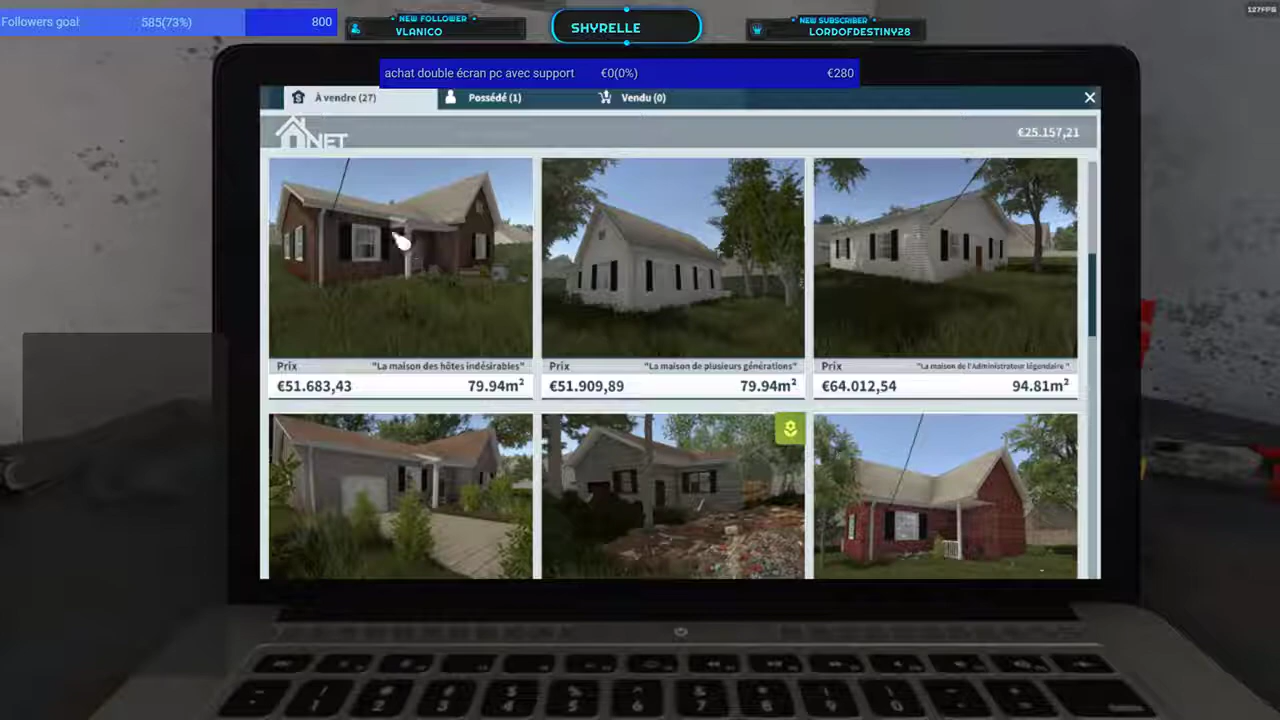 Followers goal 585(73%) 800
NEW FOLLOWER
VLANICO
SHYRELLE
NEW SUBSCRIBER
LORDOFDESTINY28
127FPS
achat double écran pc avec support €0(0%) €280
À vendre (27) Possédé (1) Vendu (0)
NET
€25.157,21
Prix "La maison des hôtes indésirables"
€51.683,43 79.94m²
Prix "La maison de plusieurs générations"
€51.909,89 79.94m²
Prix "La maison de l'Administrateur légendaire"
€64.012,54 94.81m²